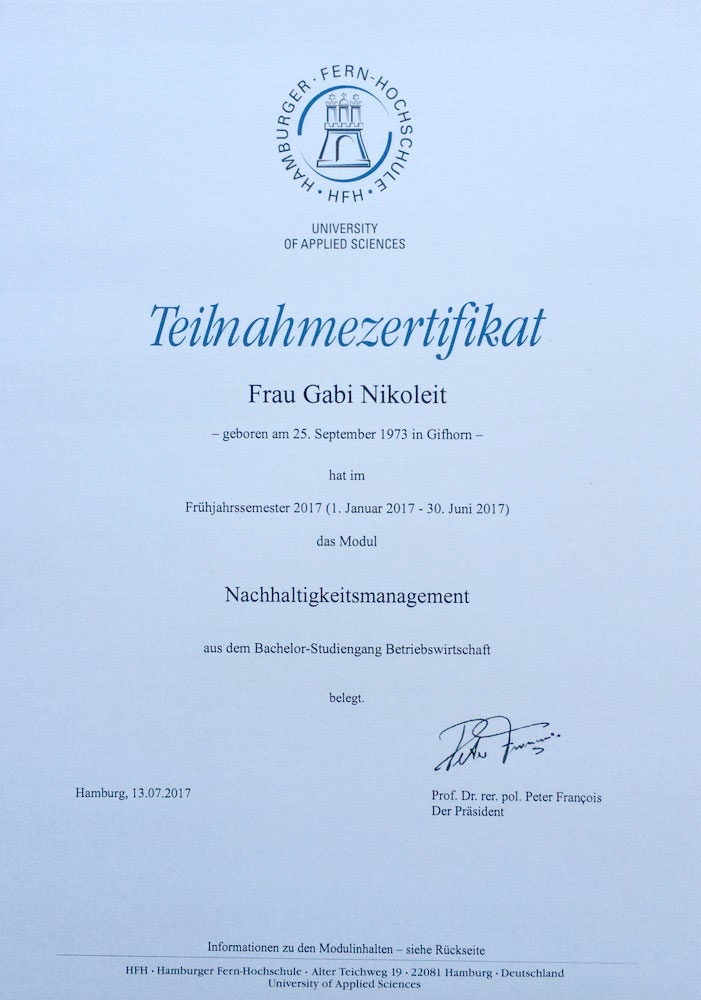 HAMBURGER · FERN-HOCHSCHULE · HFH ·
UNIVERSITY
OF APPLIED SCIENCES
Teilnahmezertifikat
Frau Gabi Nikoleit
– geboren am 25. September 1973 in Gifhorn –
hat im
Frühjahrssemester 2017 (1. Januar 2017 - 30. Juni 2017)
das Modul
Nachhaltigkeitsmanagement
aus dem Bachelor-Studiengang Betriebswirtschaft
belegt.
Hamburg, 13.07.2017
Prof. Dr. rer. pol. Peter François
Der Präsident
Informationen zu den Modulinhalten – siehe Rückseite
HFH · Hamburger Fern-Hochschule · Alter Teichweg 19 · 22081 Hamburg · Deutschland
University of Applied Sciences